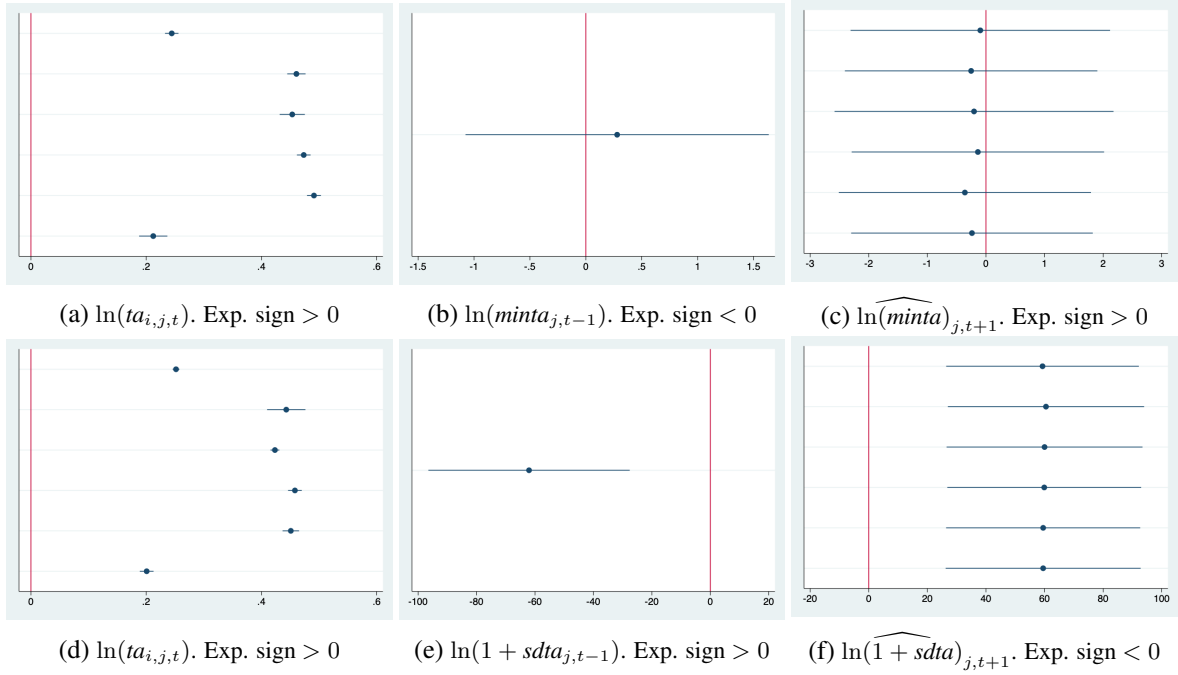 0 .2 .4 .6
-1.5 -1 -.5 0 .5 1 1.5
-3 -2 -1 0 1 2 3
(a) ln(ta_{i,j,t}). Exp. sign > 0
(b) ln(minta_{j,t−1}). Exp. sign < 0
(c) \widehat{ln(minta)}_{j,t+1}. Exp. sign > 0
0 .2 .4 .6
-100 -80 -60 -40 -20 0 20
-20 0 20 40 60 80 100
(d) ln(ta_{i,j,t}). Exp. sign > 0
(e) ln(1 + sdta_{j,t−1}). Exp. sign > 0
(f) \widehat{ln(1 + sdta)}_{j,t+1}. Exp. sign < 0